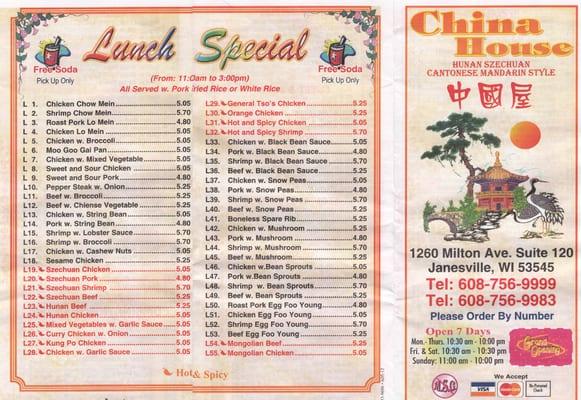 Lunch Special
Free Soda
Pick Up Only
Free Soda
Pick Up Only
(From: 11:0am to 3:00pm)
All Served w. Pork Fried Rice or White Rice
L 1. Chicken Chow Mein 5.05
L 2. Shrimp Chow Mein 5.70
L 3. Roast Pork Lo Mein 4.80
L 4. Chicken Lo Mein 5.05
L 5. Chicken w. Broccoli 5.05
L 6. Moo Goo Gai Pan 5.05
L 7. Chicken w. Mixed Vegetable 5.05
L 8. Sweet and Sour Chicken 5.05
L 9. Sweet and Sour Pork 5.05
L10. Pepper Steak w. Onion 5.25
L11. Beef w. Broccoli 5.25
L12. Beef w. Chinese Vegetable 5.25
L13. Chicken w. String Bean 5.05
L14. Pork w. String Bean 4.80
L15. Shrimp w. Lobster Sauce 5.70
L16. Shrimp w. Broccoli 5.70
L17. Chicken w. Cashew Nuts 5.05
L18. Sesame Chicken 5.25
L19. Szechuan Chicken 5.05
L20. Szechuan Pork 4.80
L21. Szechuan Shrimp 5.70
L22. Szechuan Beef 5.25
L23. Hunan Beef 5.25
L24. Hunan Chicken 5.05
L25. Mixed Vegetables w. Garlic Sauce 4.80
L26. Curry Chicken w. Onion 5.05
L27. Kung Po Chicken 5.05
L28. Chicken w. Garlic Sauce 5.05
L29. General Tso's Chicken 5.25
L30. Orange Chicken 5.25
L31. Hot and Spicy Chicken 5.05
L32. Hot and Spicy Shrimp 5.70
L33. Chicken w. Black Bean Sauce 5.05
L34. Pork w. Black Bean Sauce 4.80
L35. Shrimp w. Black Bean Sauce 5.70
L36. Beef w. Black Bean Sauce 5.25
L37. Chicken w. Snow Peas 5.05
L38. Pork w. Snow Peas 4.80
L39. Shrimp w. Snow Peas 5.70
L40. Beef w. Snow Peas 5.25
L41. Boneless Spare Rib 5.25
L42. Chicken w. Mushroom 5.05
L43. Pork w. Mushroom 4.80
L44. Shrimp w. Mushroom 5.70
L45. Beef w. Mushroom 5.25
L46. Chicken w.Bean Sprouts 5.05
L47. Pork w.Bean Sprouts 4.80
L48. Shrimp w. Bean Sprouts 5.70
L49. Beef w. Bean Sprouts 5.25
L50. Roast Pork Egg Foo Young 4.80
L51. Chicken Egg Foo Young 5.05
L52. Shrimp Egg Foo Young 5.70
L53. Beef Egg Foo Young 5.25
L54. Mongolian Beef 5.25
L55. Mongolian Chicken 5.05
Hot & Spicy
China
House
HUNAN SZECHUAN
CANTONESE MANDARIN STYLE
中國屋
1260 Milton Ave. Suite 120
Janesville, WI 53545
Tel: 608-756-9999
Tel: 608-756-9983
Please Order By Number
Open 7 Days
Mon.- Thurs. 10:30 am - 10:00 pm
Fri. & Sat. 10:30 am - 10:30 pm
Sunday: 11:00 am - 10:00 pm
Grand
Opening
We Accept
M.S.G.
VISA
MasterCard
No Personal
Check